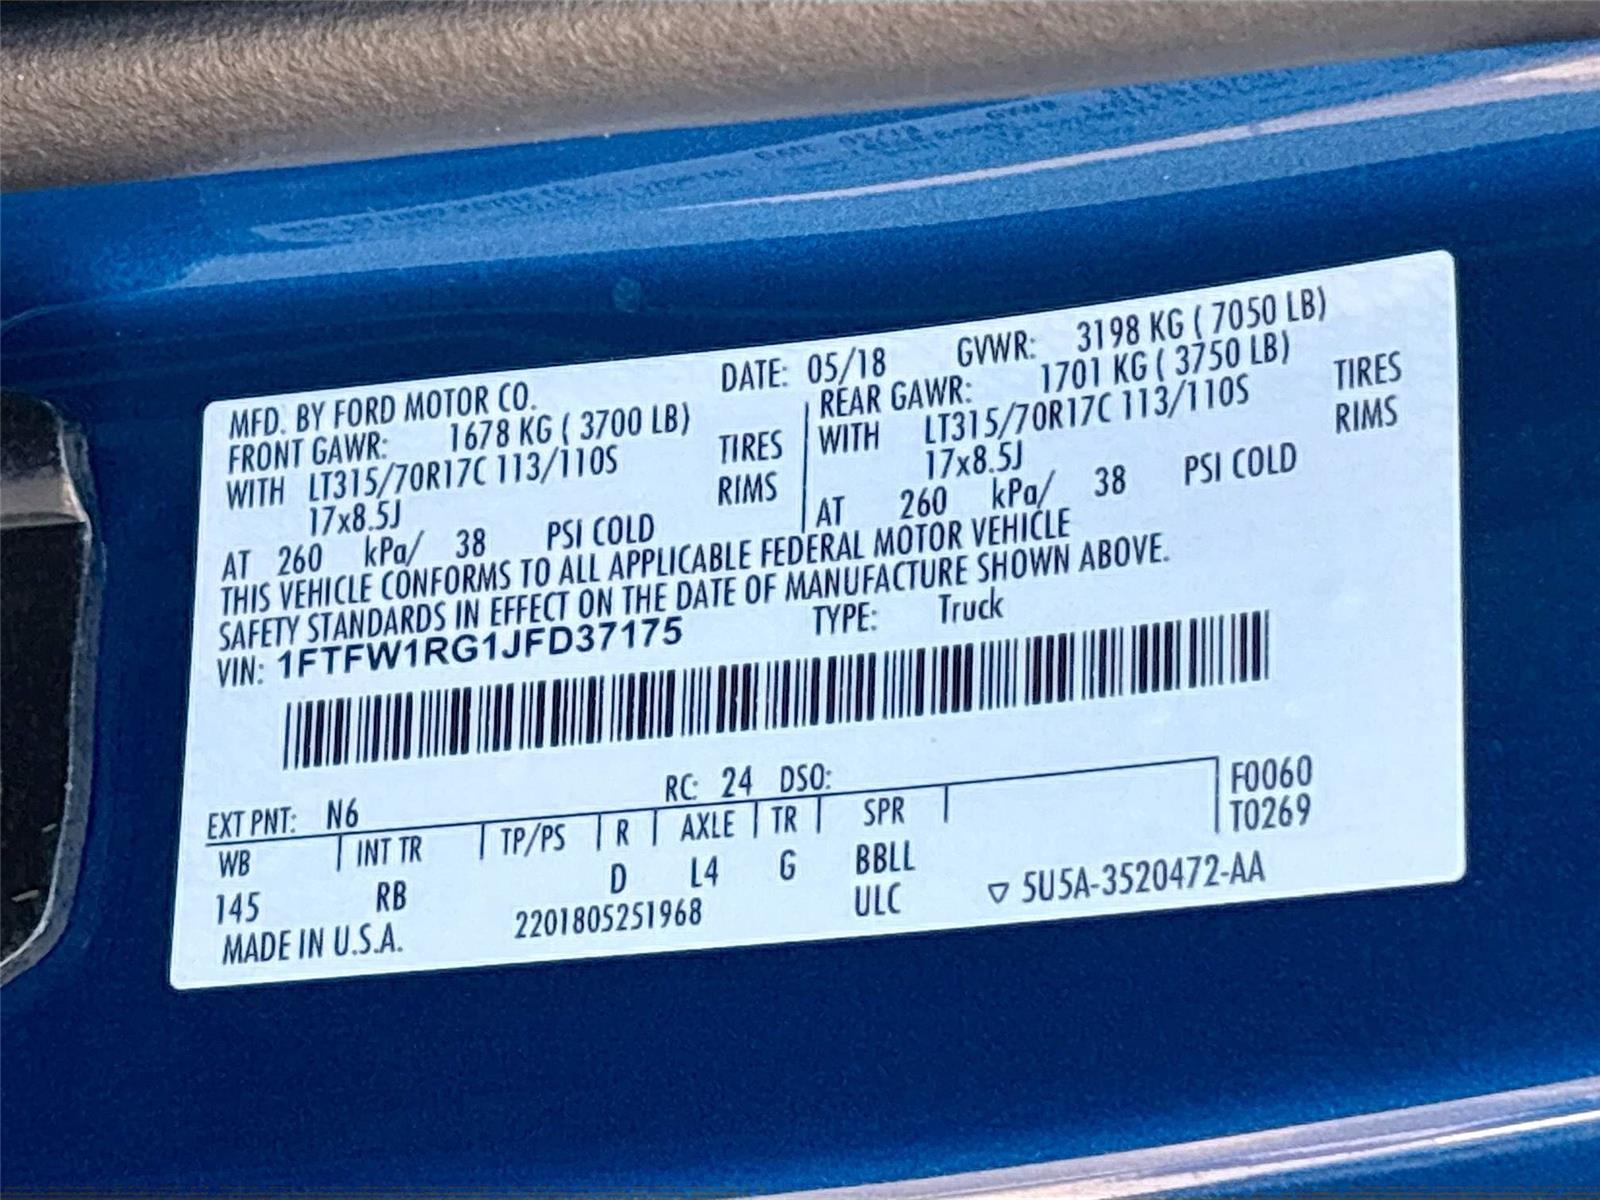 MFD. BY FORD MOTOR CO. DATE: 05/18 GVWR: 3198 KG ( 7050 LB)
FRONT GAWR: 1678 KG ( 3700 LB) REAR GAWR: 1701 KG ( 3750 LB)
WITH LT315/70R17C 113/110S TIRES WITH LT315/70R17C 113/110S TIRES
17x8.5J RIMS 17x8.5J RIMS
AT 260 kPa/ 38 PSI COLD AT 260 kPa/ 38 PSI COLD
THIS VEHICLE CONFORMS TO ALL APPLICABLE FEDERAL MOTOR VEHICLE
SAFETY STANDARDS IN EFFECT ON THE DATE OF MANUFACTURE SHOWN ABOVE.
VIN: 1FTFW1RG1JFD37175 TYPE: Truck
EXT PNT: N6 RC: 24 DSO: F0060
WB INT TR TP/PS R AXLE TR SPR T0269
145 RB D L4 G BBLL
MADE IN U.S.A. 2201805251968 ULC ▽ 5U5A-3520472-AA